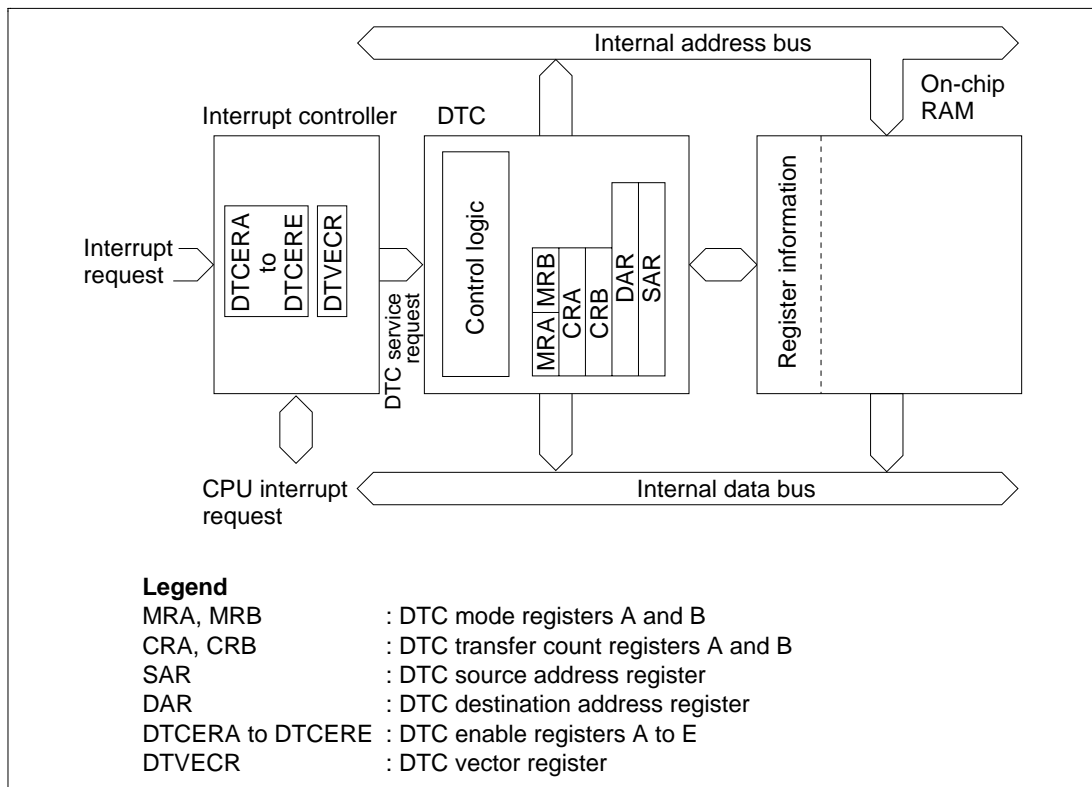 Internal address bus
On-chip
RAM
Interrupt controller
DTC
Interrupt
request
DTCERA
to
DTCERE
DTVECR
DTC service
request
Control logic
MRA
MRB
CRA
CRB
DAR
SAR
Register information
CPU interrupt
request
Internal data bus
Legend
MRA, MRB : DTC mode registers A and B
CRA, CRB : DTC transfer count registers A and B
SAR : DTC source address register
DAR : DTC destination address register
DTCERA to DTCERE : DTC enable registers A to E
DTVECR : DTC vector register